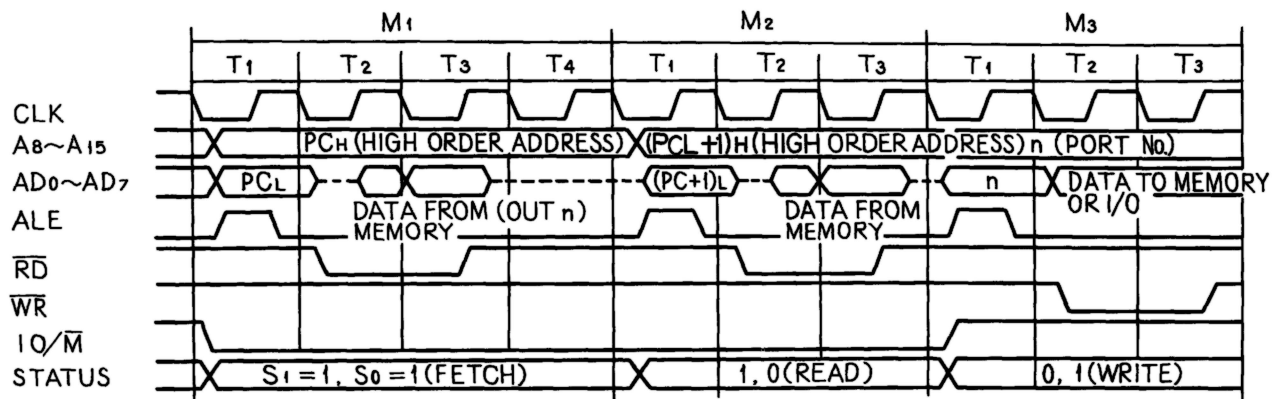 M1 M2 M3
T1 T2 T3 T4 T1 T2 T3 T1 T2 T3
CLK
A8~A15 PCH (HIGH ORDER ADDRESS) (PCL+1)H (HIGH ORDER ADDRESS) n (PORT No.)
AD0~AD7 PCL (PC+1)L n DATA TO MEMORY
OR I/O
ALE DATA FROM (OUT n) DATA FROM
MEMORY MEMORY
RD
WR
IO/M
STATUS S1=1, S0=1(FETCH) 1, 0(READ) 0, 1(WRITE)